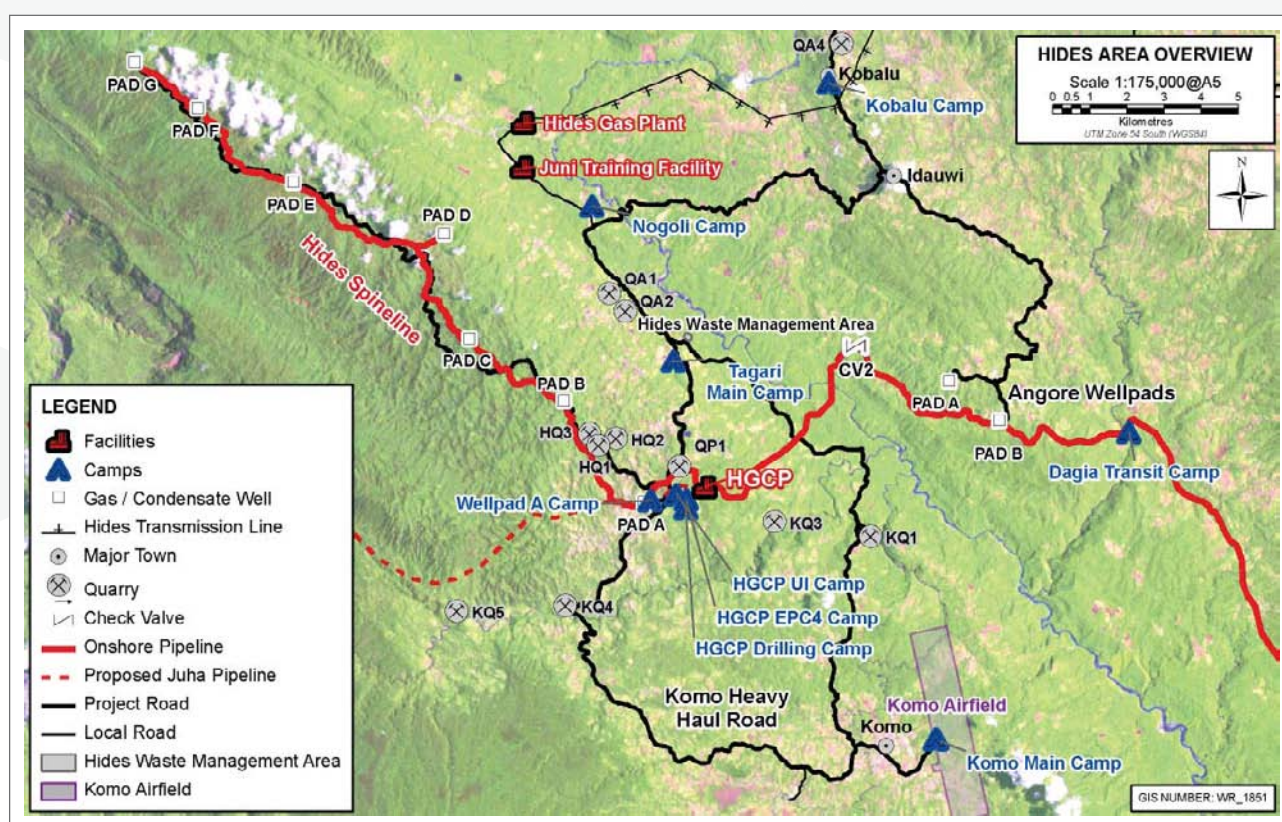 HIDES AREA OVERVIEW
Scale 1:175,000@A5
0 0.5 1 2 3 4 5
Kilometres
UTM Zone 54 South (WGS84)
N
QA4
Kobalu
Kobalu Camp
PAD G
PAD F
Hides Gas Plant
Juni Training Facility
Idauwi
PAD E
PAD D
Nogoli Camp
Hides Spineline
QA1
QA2
Hides Waste Management Area
PAD C
Tagari
Main Camp
CV2
PAD B
PAD A
Angore Wellpads
PAD B
HQ3
HQ2
HQ1
QP1
Dagia Transit Camp
HGCP
Wellpad A Camp
PAD A
KQ3
KQ1
HGCP UI Camp
HGCP EPC4 Camp
HGCP Drilling Camp
KQ5
KQ4
Komo Heavy
Haul Road
Komo Airfield
Komo
Komo Main Camp
LEGEND
Facilities
Camps
Gas / Condensate Well
Hides Transmission Line
Major Town
Quarry
Check Valve
Onshore Pipeline
Proposed Juha Pipeline
Project Road
Local Road
Hides Waste Management Area
Komo Airfield
GIS NUMBER: WR_1851